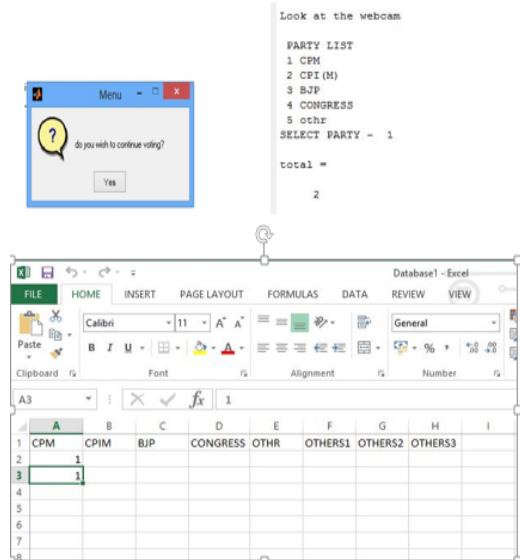 Look at the webcam
PARTY LIST
1 CPM
2 CPI(M)
3 BJP
4 CONGRESS
5 othr
SELECT PARTY - 1
total =
2
Menu
?
do you wish to continue voting?
Yes
Database1 - Excel
FILE HOME INSERT PAGE LAYOUT FORMULAS DATA REVIEW VIEW
Calibri 11 A A General
Paste B I U A % ,
Clipboard Font Alignment Number
A3 fx 1
A B C D E F G H I
1 CPM CPIM BJP CONGRESS OTHR OTHERS1 OTHERS2 OTHERS3
2 1
3 1
4
5
6
7
8